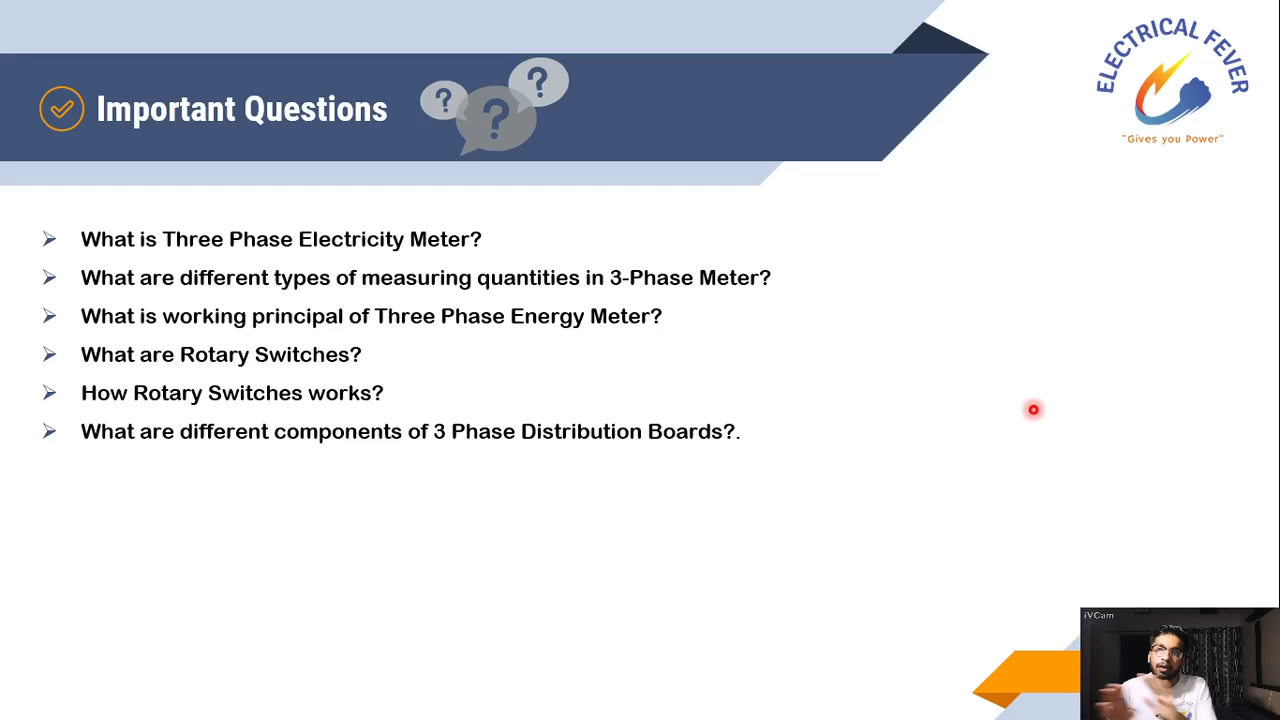 ELECTRICAL FEVER
"Gives you Power"
Important Questions
What is Three Phase Electricity Meter?
What are different types of measuring quantities in 3-Phase Meter?
What is working principal of Three Phase Energy Meter?
What are Rotary Switches?
How Rotary Switches works?
What are different components of 3 Phase Distribution Boards?.
iVCam